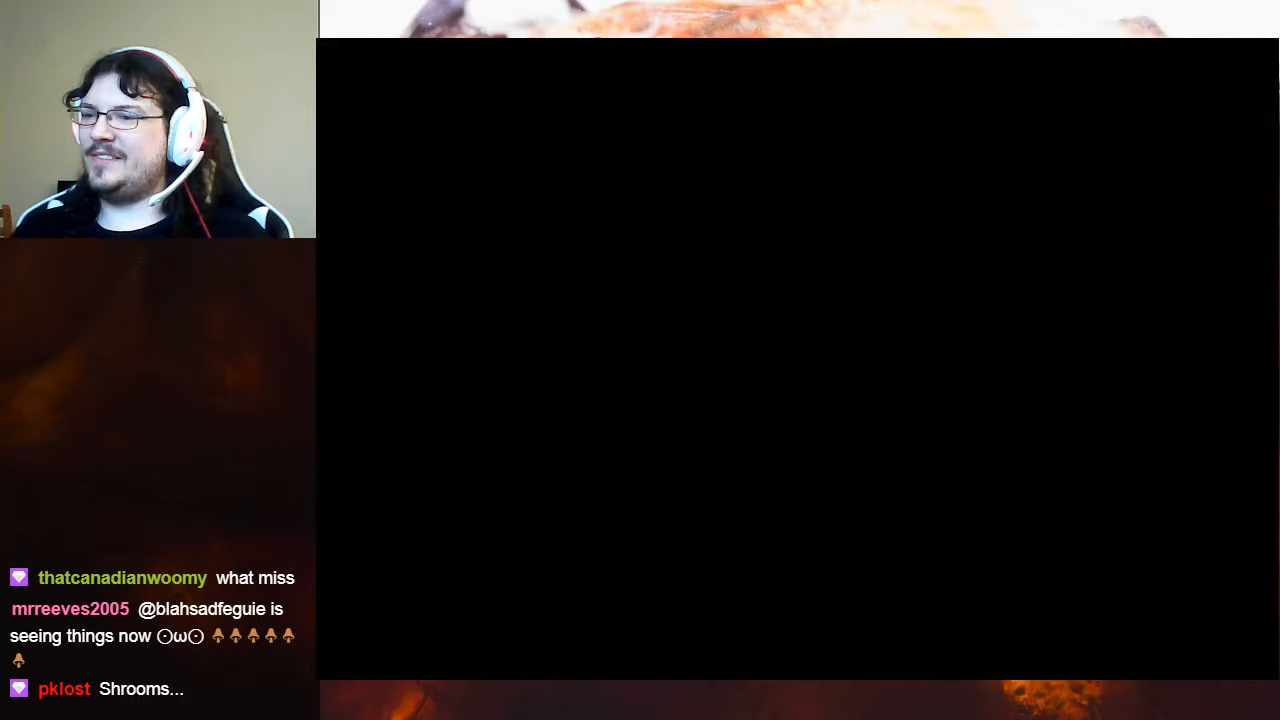 thatcanadianwoomy what miss
mrreeves2005 @blahsadfeguie is
seeing things now ⊙ω⊙
pklost Shrooms...